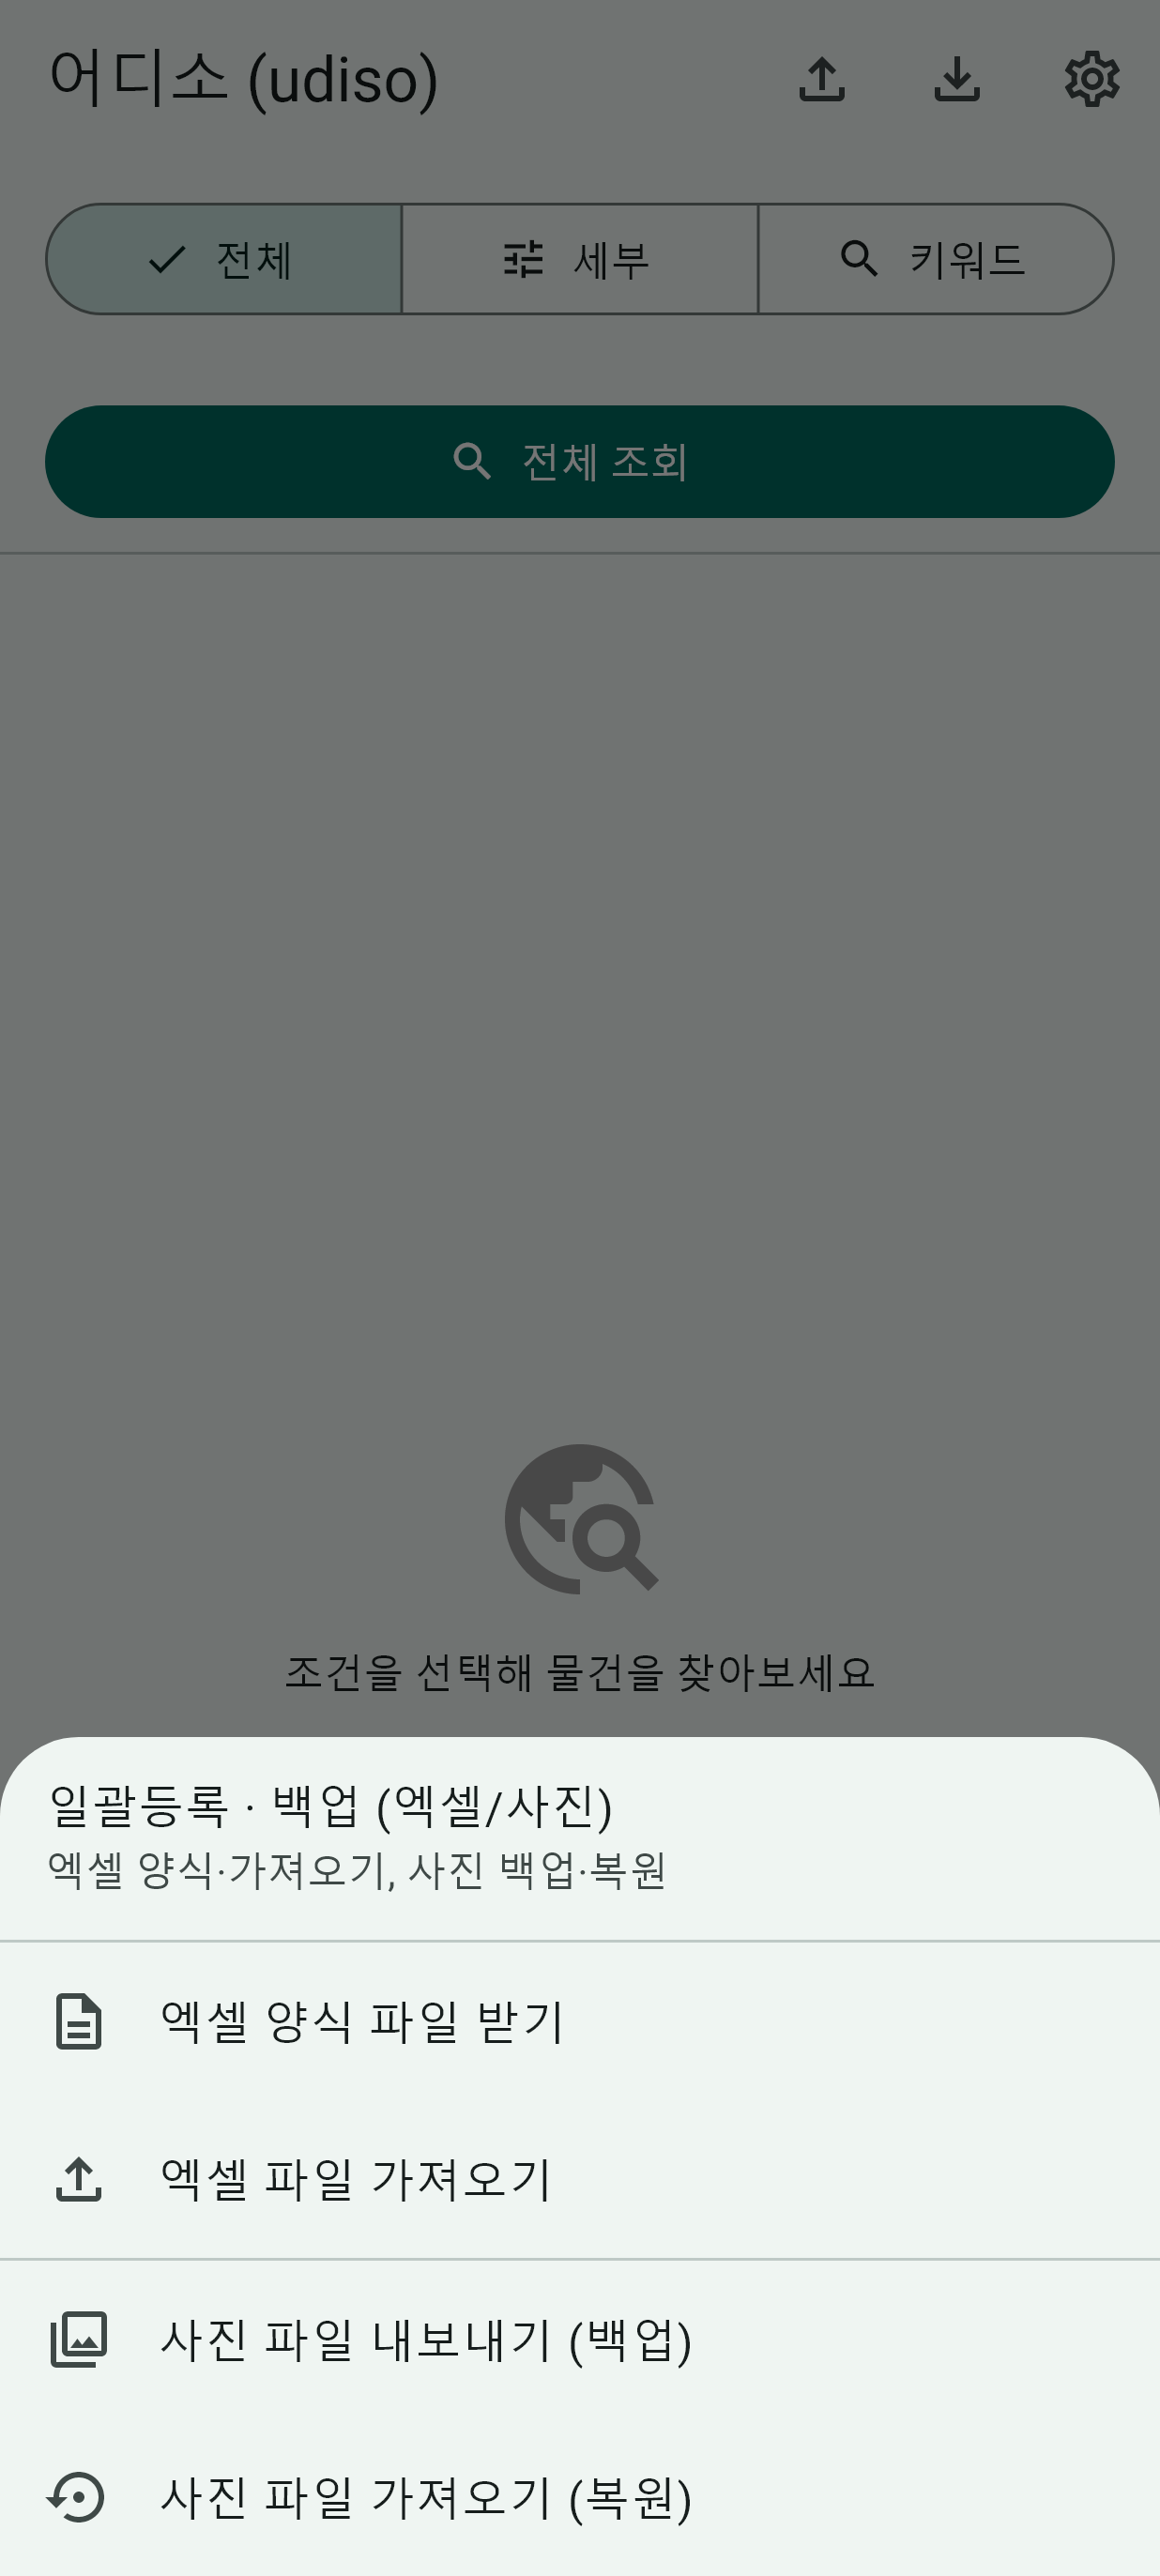 어디소 (udiso)
전체
세부
키워드
전체 조회
조건을 선택해 물건을 찾아보세요
일괄등록 · 백업 (엑셀/사진)
엑셀 양식·가져오기, 사진 백업·복원
엑셀 양식 파일 받기
엑셀 파일 가져오기
사진 파일 내보내기 (백업)
사진 파일 가져오기 (복원)